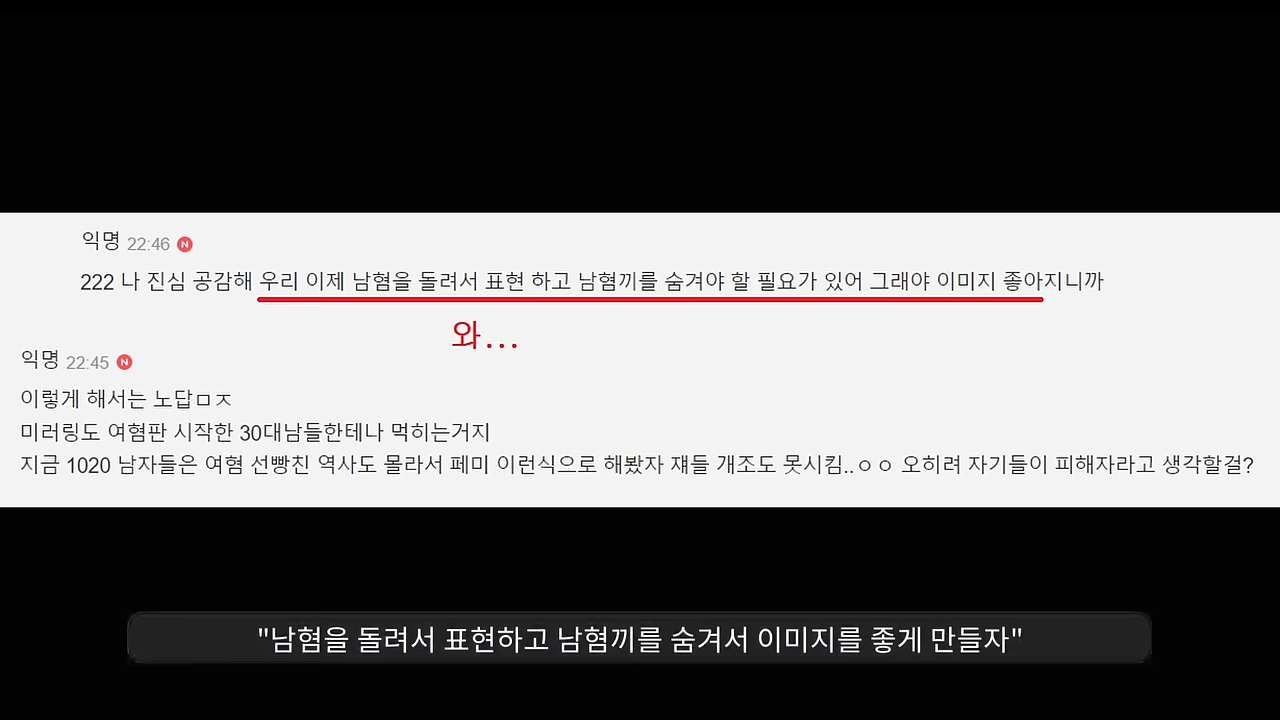 익명 22:46 N
222 나 진심 공감해 우리 이제 남혐을 돌려서 표현 하고 남혐끼를 숨겨야 할 필요가 있어 그래야 이미지 좋아지니까
와...
익명 22:45 N
이렇게 해서는 노답ㅁㅈ
미러링도 여혐판 시작한 30대남들한테나 먹히는거지
지금 1020 남자들은 여혐 선빵친 역사도 몰라서 페미 이런식으로 해봤자 쟤들 개조도 못시킴..ㅇㅇ 오히려 자기들이 피해자라고 생각할걸?
"남혐을 돌려서 표현하고 남혐끼를 숨겨서 이미지를 좋게 만들자"